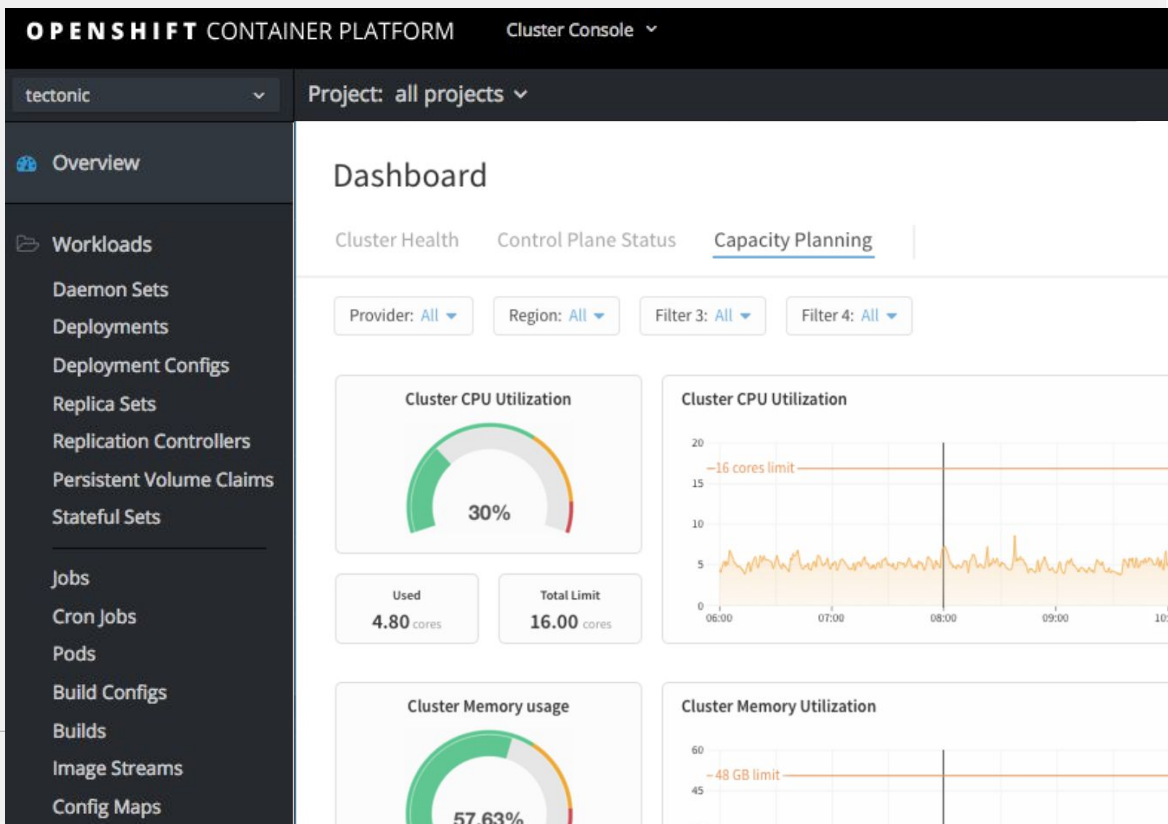 OPENSHIFT CONTAINER PLATFORM Cluster Console
tectonic
Project: all projects
Overview
Workloads
Daemon Sets
Deployments
Deployment Configs
Replica Sets
Replication Controllers
Persistent Volume Claims
Stateful Sets
Jobs
Cron Jobs
Pods
Build Configs
Builds
Image Streams
Config Maps
Dashboard
Cluster Health Control Plane Status Capacity Planning
Provider: All Region: All Filter 3: All Filter 4: All
Cluster CPU Utilization
30%
Used
4.80 cores
Total Limit
16.00 cores
Cluster CPU Utilization
20
16 cores limit
15
10
5
0
06:00 07:00 08:00 09:00 10:
Cluster Memory usage
57.63%
Cluster Memory Utilization
60
48 GB limit
45